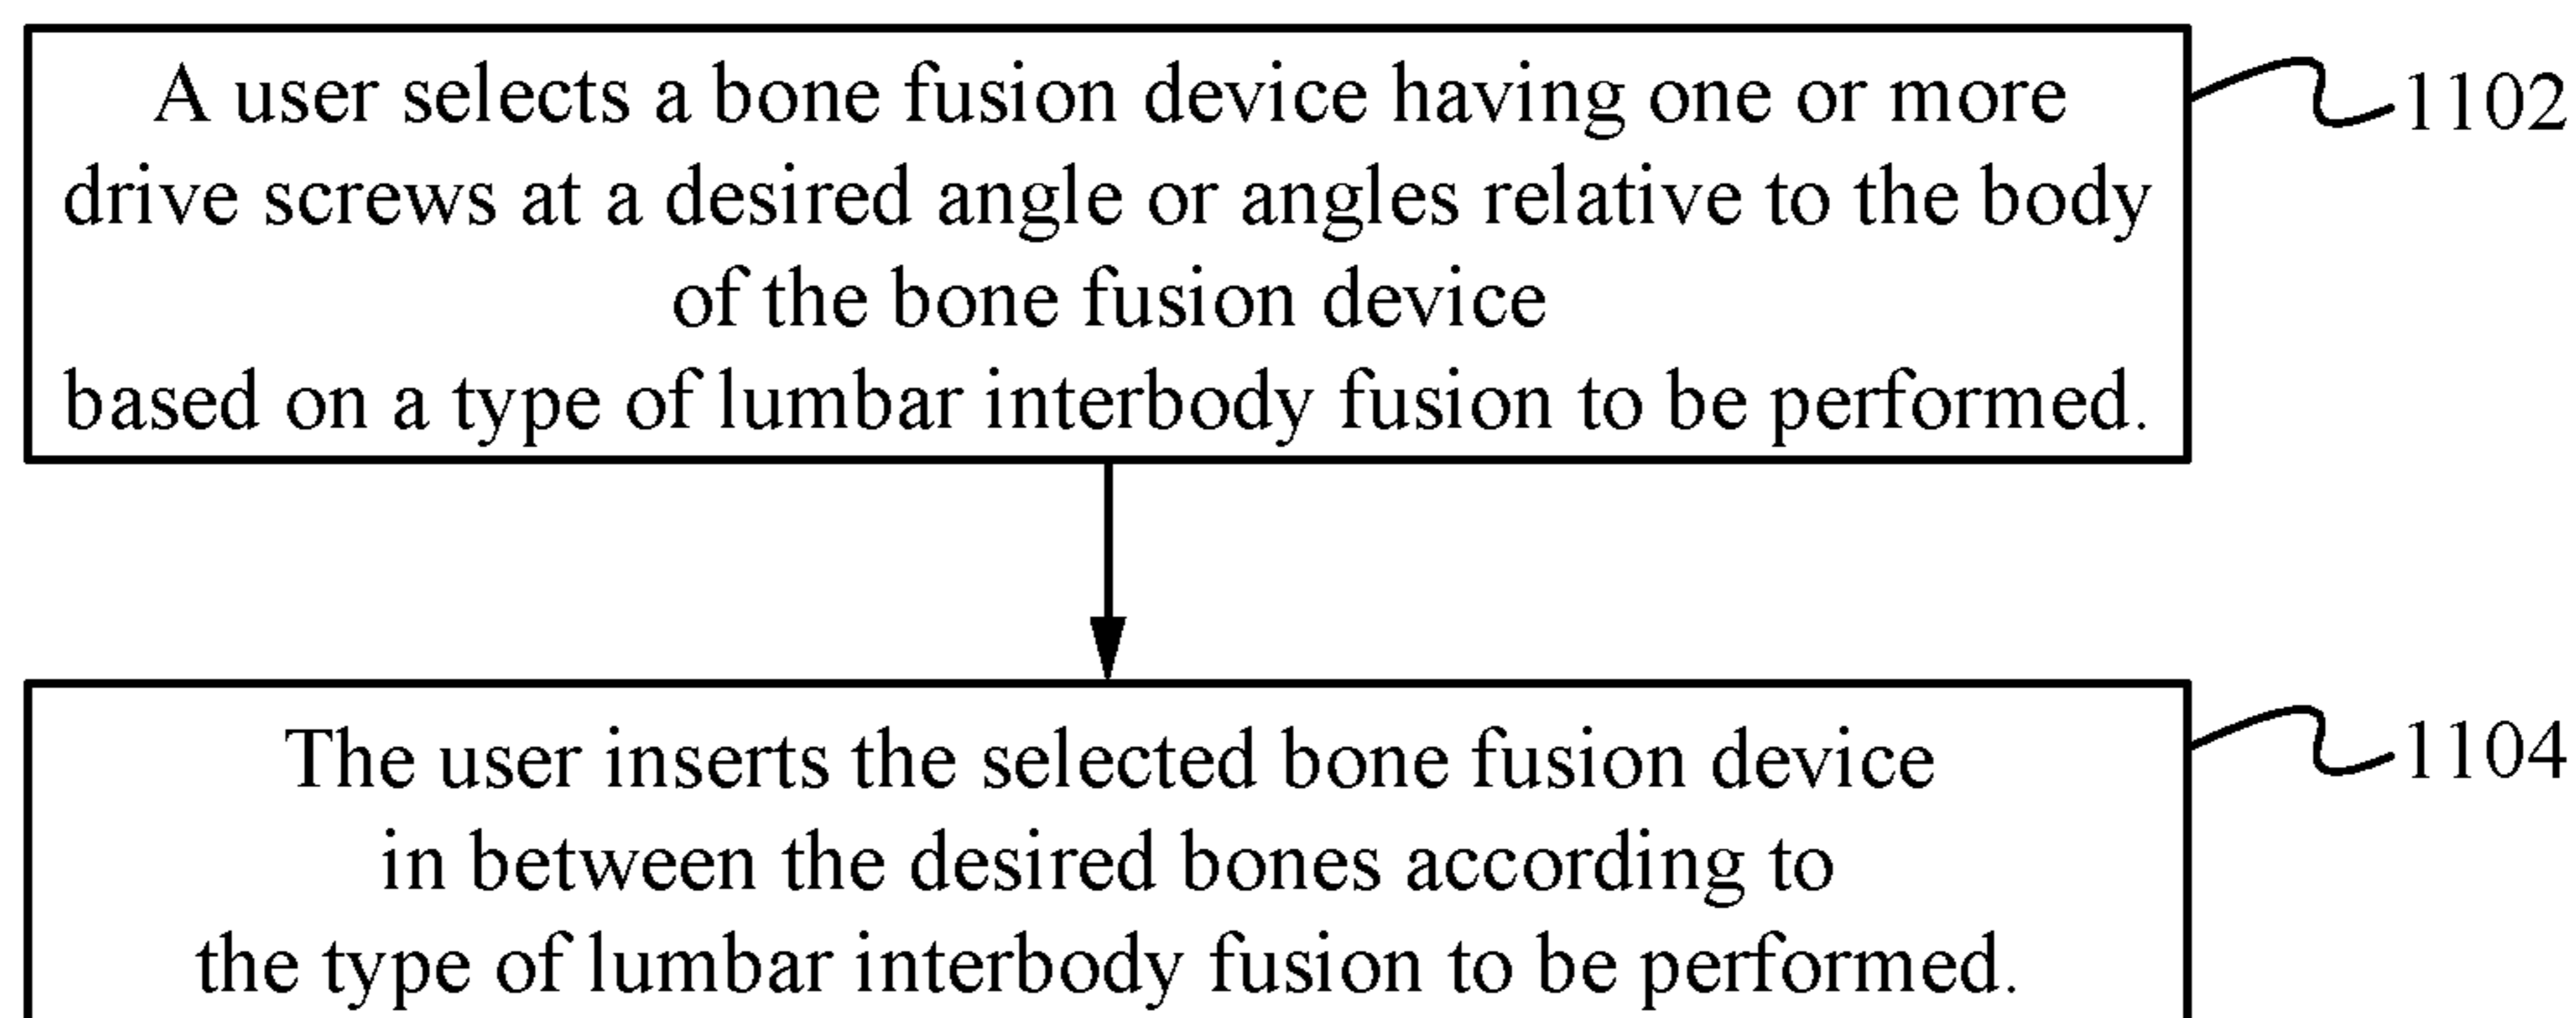 A user selects a bone fusion device having one or more
drive screws at a desired angle or angles relative to the body
of the bone fusion device
based on a type of lumbar interbody fusion to be performed.
1102
The user inserts the selected bone fusion device
in between the desired bones according to
the type of lumbar interbody fusion to be performed.
1104